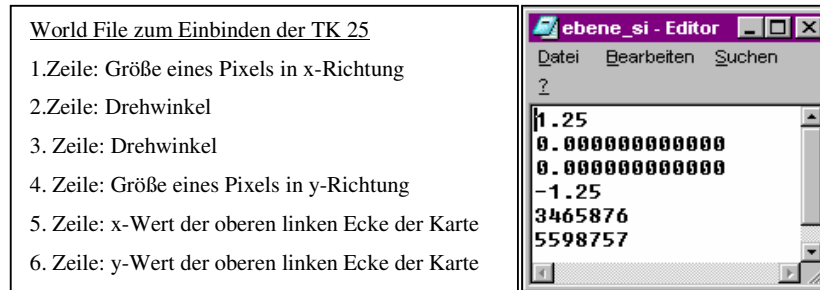 World File zum Einbinden der TK 25
1.Zeile: Größe eines Pixels in x-Richtung
2.Zeile: Drehwinkel
3. Zeile: Drehwinkel
4. Zeile: Größe eines Pixels in y-Richtung
5. Zeile: x-Wert der oberen linken Ecke der Karte
6. Zeile: y-Wert der oberen linken Ecke der Karte
ebene_si - Editor
Datei Bearbeiten Suchen
?
1.25
0.000000000000
0.000000000000
-1.25
3465876
5598757